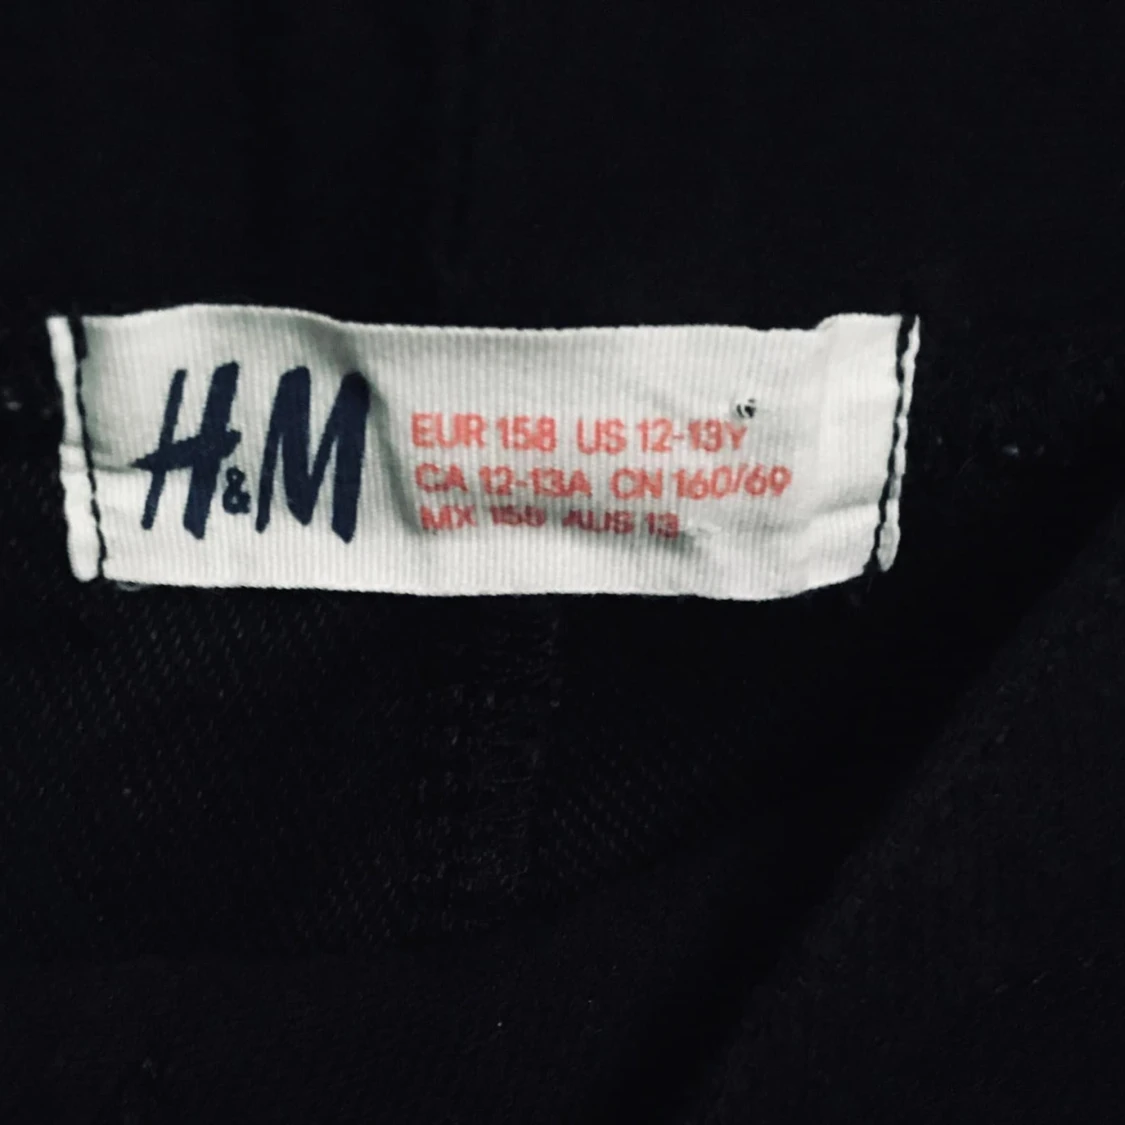 H&M
EUR 158 US 12-13Y
CA 12-13A CN 160/69
MX 158 AUS 13